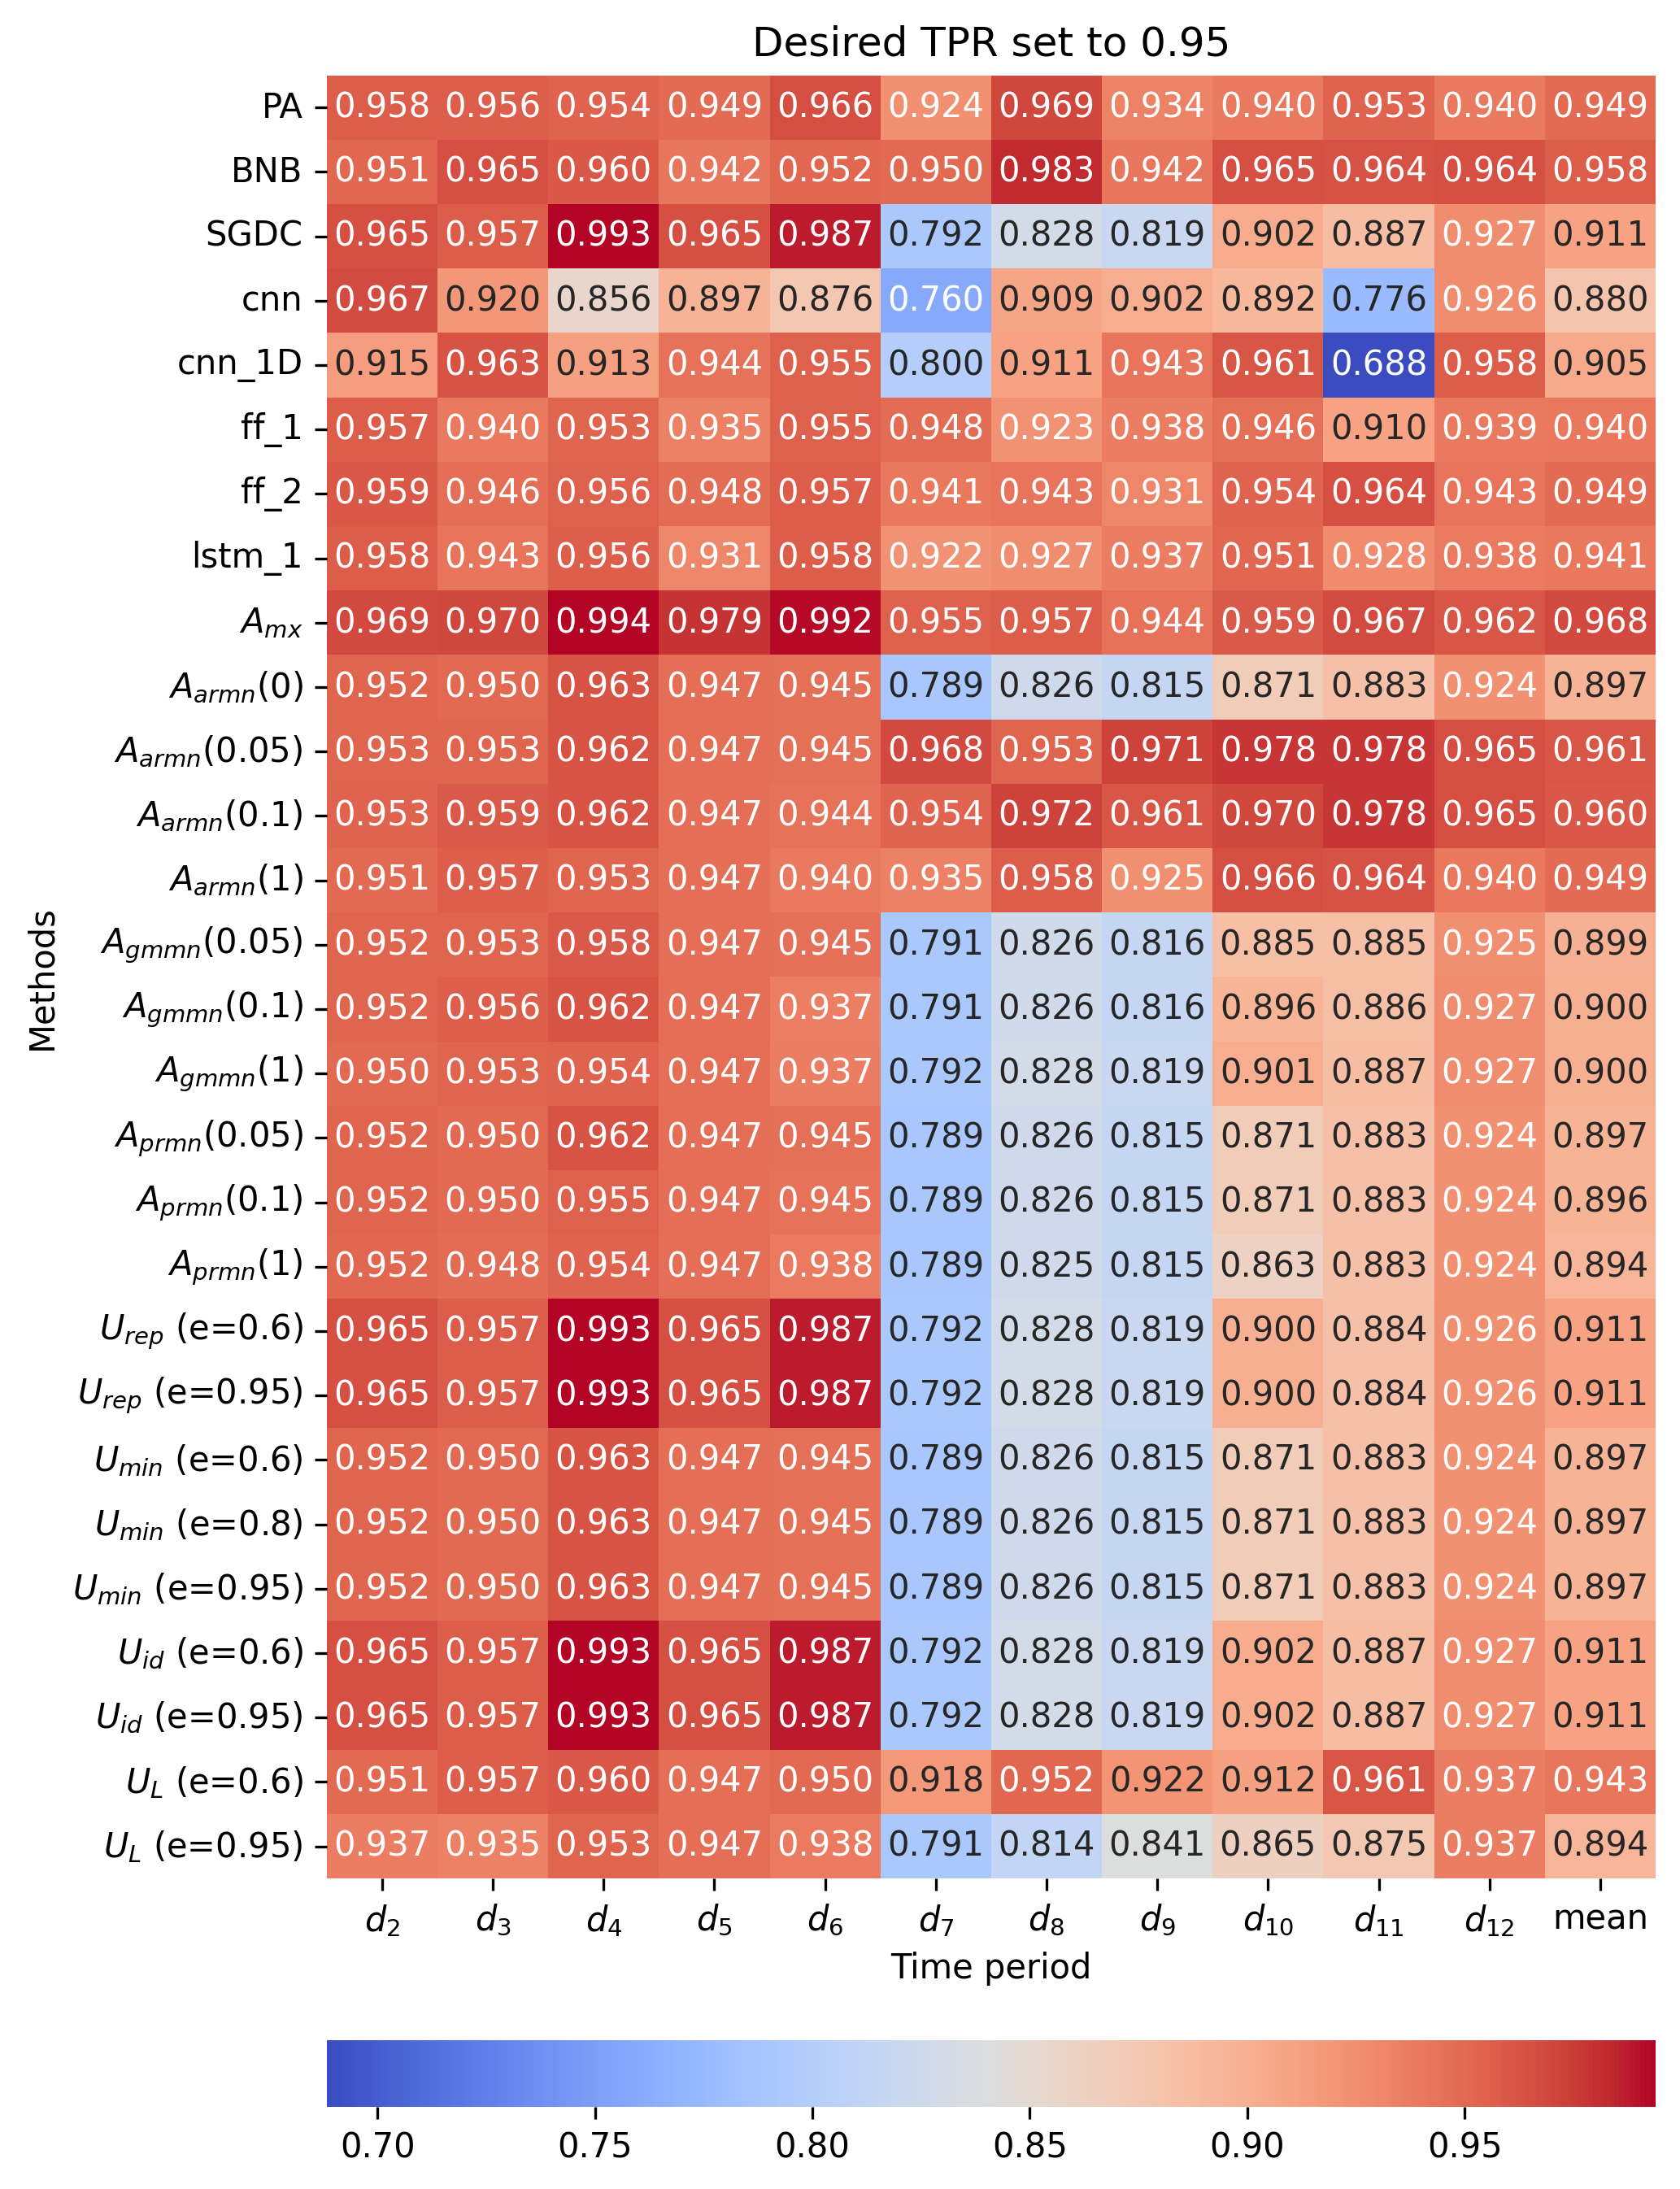 Desired TPR set to 0.95
PA 0.958 0.956 0.954 0.949 0.966 0.924 0.969 0.934 0.940 0.953 0.940 0.949
BNB 0.951 0.965 0.960 0.942 0.952 0.950 0.983 0.942 0.965 0.964 0.964 0.958
SGDC 0.965 0.957 0.993 0.965 0.987 0.792 0.828 0.819 0.902 0.887 0.927 0.911
cnn 0.967 0.920 0.856 0.897 0.876 0.760 0.909 0.902 0.892 0.776 0.926 0.880
cnn_1D 0.915 0.963 0.913 0.944 0.955 0.800 0.911 0.943 0.961 0.688 0.958 0.905
ff_1 0.957 0.940 0.953 0.935 0.955 0.948 0.923 0.938 0.946 0.910 0.939 0.940
ff_2 0.959 0.946 0.956 0.948 0.957 0.941 0.943 0.931 0.954 0.964 0.943 0.949
lstm_1 0.958 0.943 0.956 0.931 0.958 0.922 0.927 0.937 0.951 0.928 0.938 0.941
A_mx 0.969 0.970 0.994 0.979 0.992 0.955 0.957 0.944 0.959 0.967 0.962 0.968
A_armn(0) 0.952 0.950 0.963 0.947 0.945 0.789 0.826 0.815 0.871 0.883 0.924 0.897
A_armn(0.05) 0.953 0.953 0.962 0.947 0.945 0.968 0.953 0.971 0.978 0.978 0.965 0.961
A_armn(0.1) 0.953 0.959 0.962 0.947 0.944 0.954 0.972 0.961 0.970 0.978 0.965 0.960
A_armn(1) 0.951 0.957 0.953 0.947 0.940 0.935 0.958 0.925 0.966 0.964 0.940 0.949
A_gmmn(0.05) 0.952 0.953 0.958 0.947 0.945 0.791 0.826 0.816 0.885 0.885 0.925 0.899
A_gmmn(0.1) 0.952 0.956 0.962 0.947 0.937 0.791 0.826 0.816 0.896 0.886 0.927 0.900
A_gmmn(1) 0.950 0.953 0.954 0.947 0.937 0.792 0.828 0.819 0.901 0.887 0.927 0.900
A_prmn(0.05) 0.952 0.950 0.962 0.947 0.945 0.789 0.826 0.815 0.871 0.883 0.924 0.897
A_prmn(0.1) 0.952 0.950 0.955 0.947 0.945 0.789 0.826 0.815 0.871 0.883 0.924 0.896
A_prmn(1) 0.952 0.948 0.954 0.947 0.938 0.789 0.825 0.815 0.863 0.883 0.924 0.894
U_rep (e=0.6) 0.965 0.957 0.993 0.965 0.987 0.792 0.828 0.819 0.900 0.884 0.926 0.911
U_rep (e=0.95) 0.965 0.957 0.993 0.965 0.987 0.792 0.828 0.819 0.900 0.884 0.926 0.911
U_min (e=0.6) 0.952 0.950 0.963 0.947 0.945 0.789 0.826 0.815 0.871 0.883 0.924 0.897
U_min (e=0.8) 0.952 0.950 0.963 0.947 0.945 0.789 0.826 0.815 0.871 0.883 0.924 0.897
U_min (e=0.95) 0.952 0.950 0.963 0.947 0.945 0.789 0.826 0.815 0.871 0.883 0.924 0.897
U_id (e=0.6) 0.965 0.957 0.993 0.965 0.987 0.792 0.828 0.819 0.902 0.887 0.927 0.911
U_id (e=0.95) 0.965 0.957 0.993 0.965 0.987 0.792 0.828 0.819 0.902 0.887 0.927 0.911
U_L (e=0.6) 0.951 0.957 0.960 0.947 0.950 0.918 0.952 0.922 0.912 0.961 0.937 0.943
U_L (e=0.95) 0.937 0.935 0.953 0.947 0.938 0.791 0.814 0.841 0.865 0.875 0.937 0.894
Methods
d_2 d_3 d_4 d_5 d_6 d_7 d_8 d_9 d_10 d_11 d_12 mean
Time period
0.70 0.75 0.80 0.85 0.90 0.95